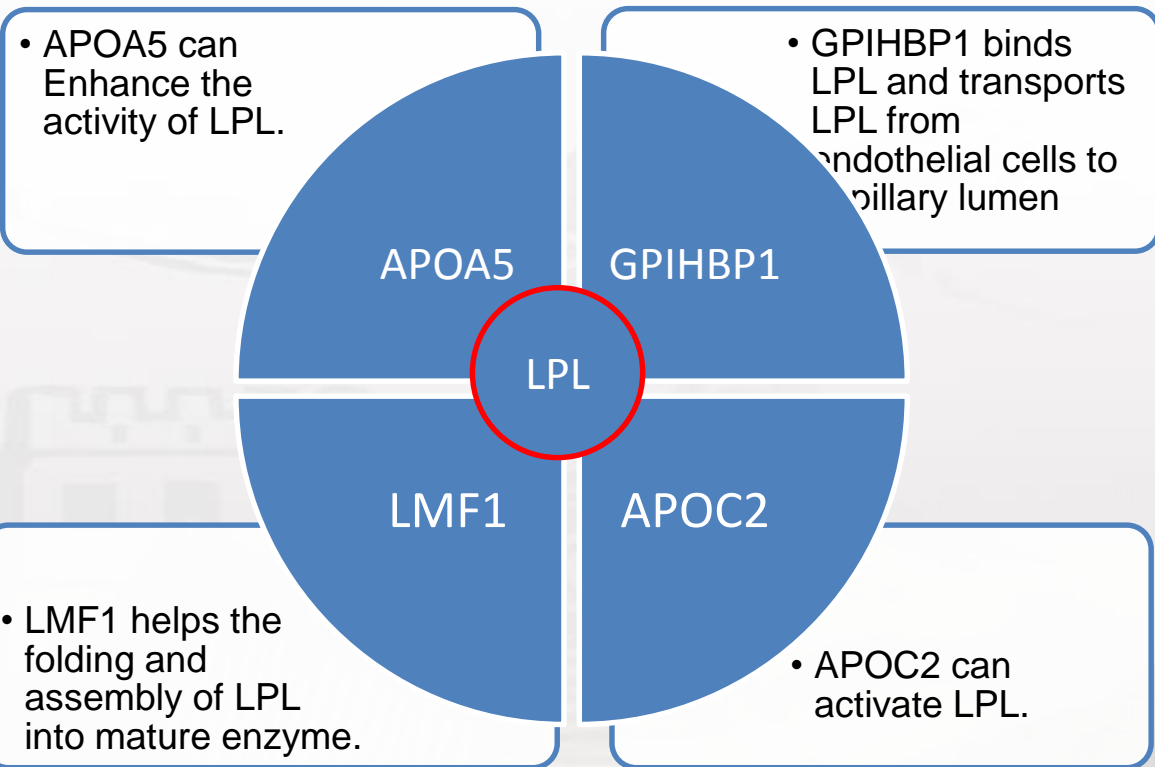 • APOA5 can
Enhance the
activity of LPL.
• GPIHBP1 binds
LPL and transports
LPL from
endothelial cells to
pillary lumen
APOA5
GPIHBP1
LPL
LMF1
APOC2
• LMF1 helps the
folding and
assembly of LPL
into mature enzyme.
• APOC2 can
activate LPL.